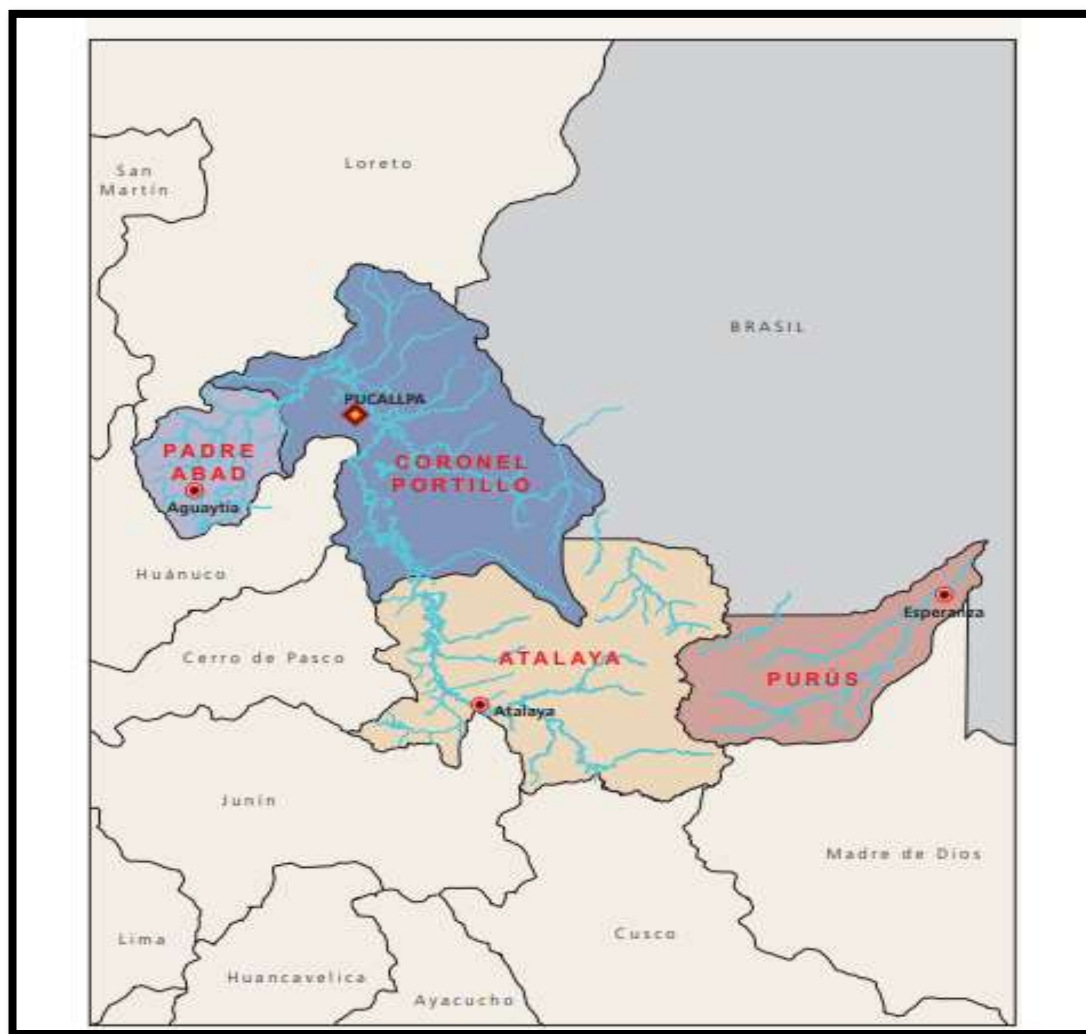 Loreto
San
Martín
BRASIL
PUCALLPA
PADRE
ABAD
CORONEL
PORTILLO
Aguaytía
Huánuco
Esperanza
Cerro de Pasco
ATALAYA
PURÚS
Atalaya
Junín
Madre de Dios
Lima
Cusco
Huancavelica
Ayacucho